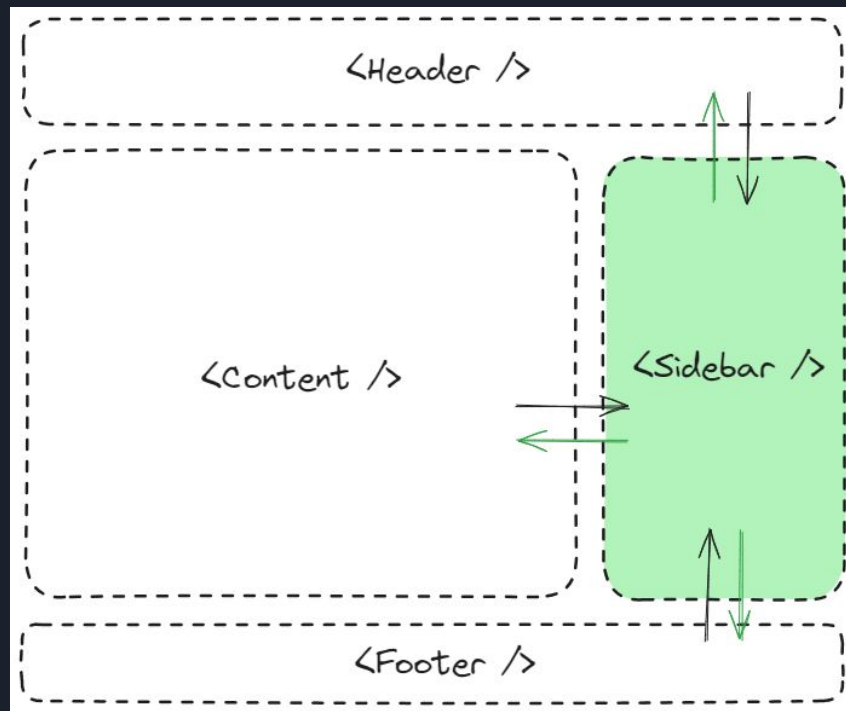 <Header />
<Content />
<Sidebar />
<Footer />